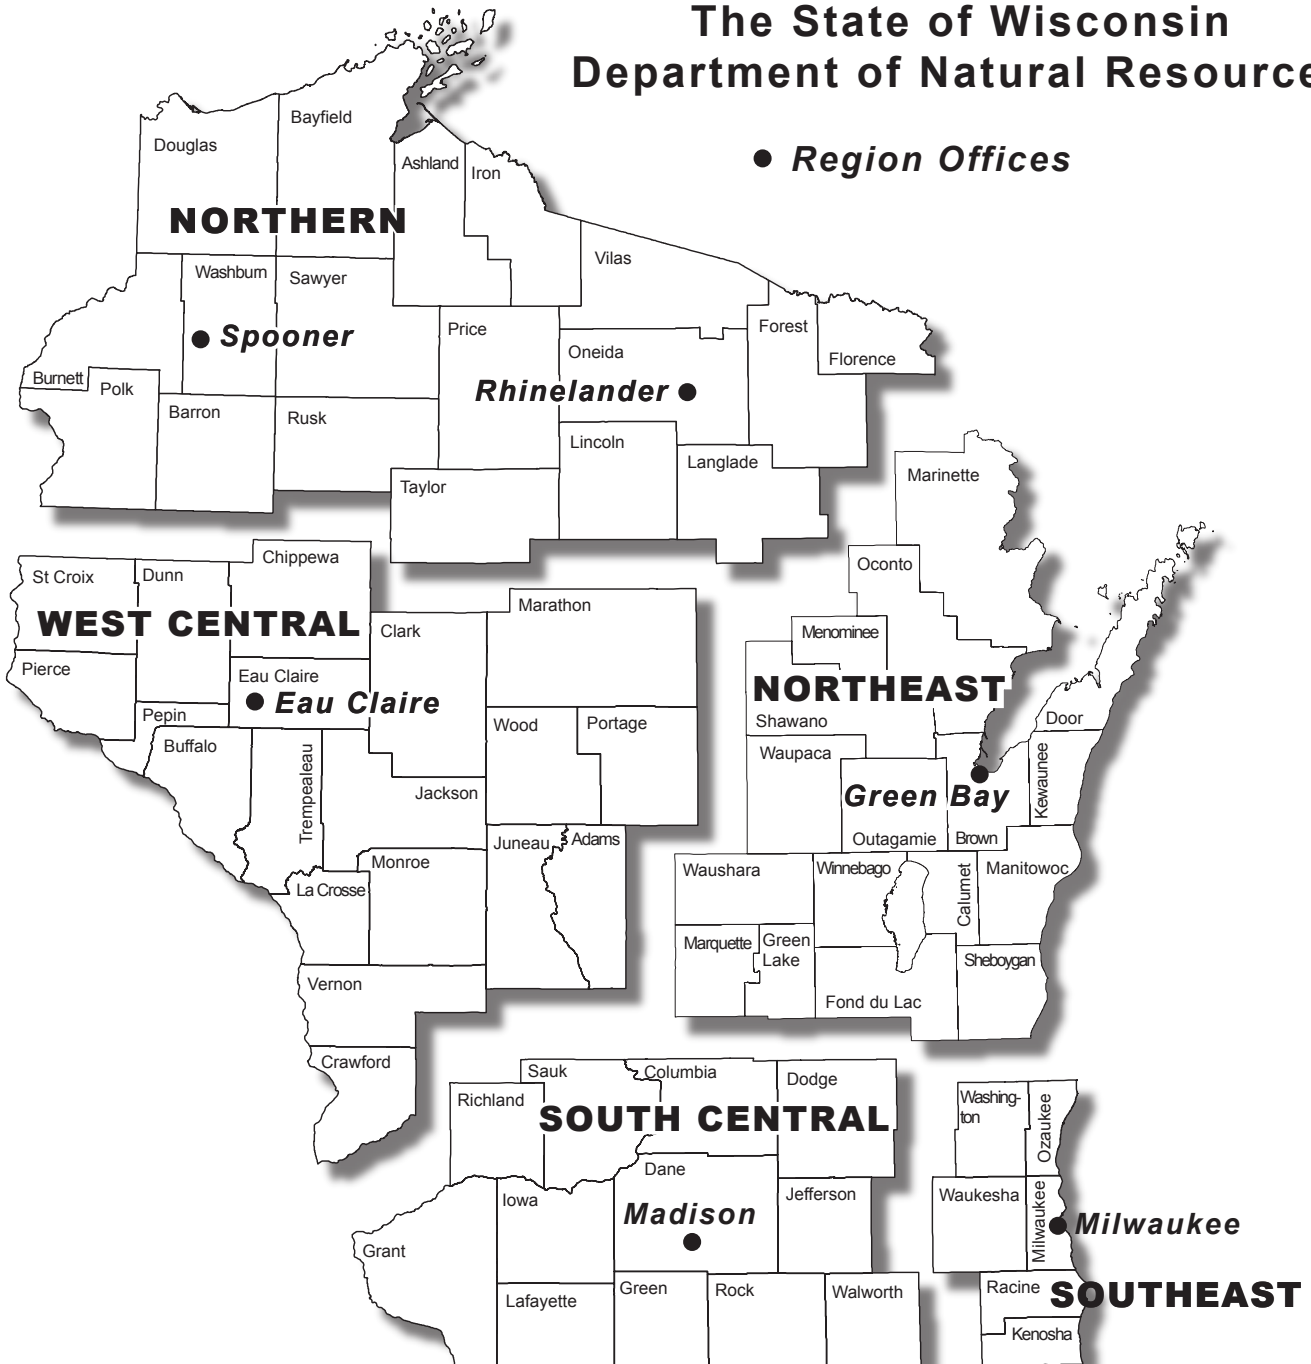 The State of Wisconsin
Department of Natural Resource
Region Offices
Bayfield
Douglas
Ashland
Iron
NORTHERN
Vilas
Washburn
Sawyer
Spooner
Price
Forest
Oneida
Florence
Burnett
Polk
Rhinelander
Barron
Rusk
Lincoln
Langlade
Taylor
Marinette
Chippewa
St Croix
Dunn
Oconto
Marathon
WEST CENTRAL
Clark
Menominee
Pierce
Eau Claire
Eau Claire
NORTHEAST
Pepin
Wood
Portage
Shawano
Door
Buffalo
Waupaca
Trempealeau
Kewaunee
Jackson
Green Bay
Juneau
Adams
Outagamie
Brown
Monroe
La Crosse
Waushara
Winnebago
Calumet
Manitowoc
Marquette
Green
Lake
Sheboygan
Vernon
Fond du Lac
Crawford
Sauk
Columbia
Dodge
Richland
SOUTH CENTRAL
Washing-
ton
Ozaukee
Dane
Iowa
Jefferson
Waukesha
Milwaukee
Madison
Milwaukee
Grant
Lafayette
Green
Rock
Walworth
Racine
SOUTHEAST
Kenosha